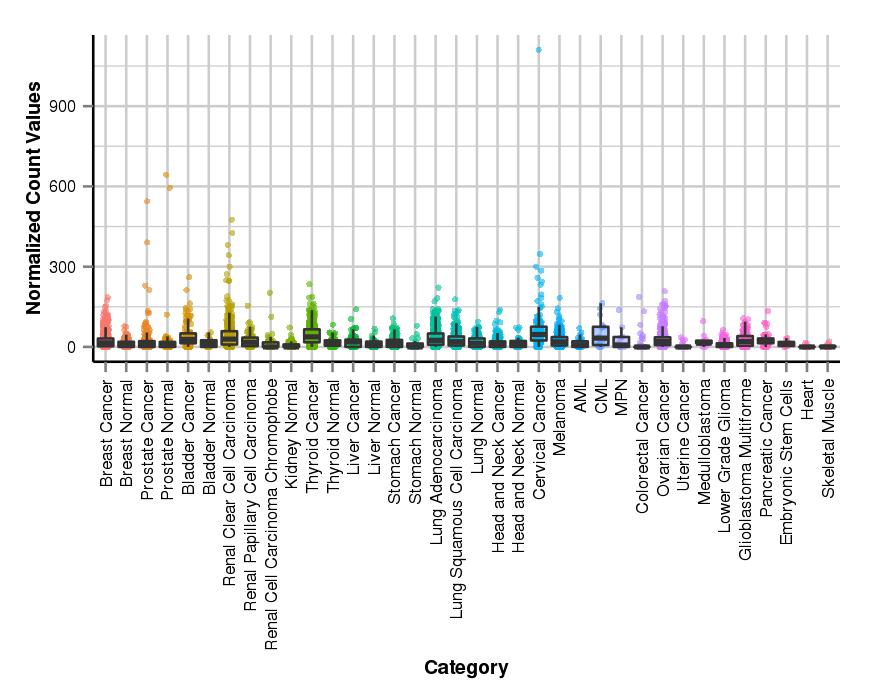 Normalized Count Values
900
600
300
0
Breast Cancer
Breast Normal
Prostate Cancer
Prostate Normal
Bladder Cancer
Bladder Normal
Renal Clear Cell Carcinoma
Renal Papillary Cell Carcinoma
Renal Cell Carcinoma Chromophobe
Kidney Normal
Thyroid Cancer
Thyroid Normal
Liver Cancer
Liver Normal
Stomach Cancer
Stomach Normal
Lung Adenocarcinoma
Lung Squamous Cell Carcinoma
Lung Normal
Head and Neck Cancer
Head and Neck Normal
Cervical Cancer
Melanoma
AML
CML
MPN
Colorectal Cancer
Ovarian Cancer
Uterine Cancer
Medulloblastoma
Lower Grade Glioma
Glioblastoma Multiforme
Pancreatic Cancer
Embryonic Stem Cells
Heart
Skeletal Muscle
Category